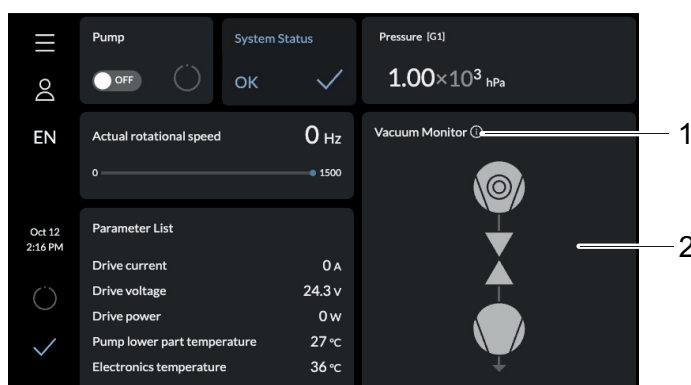 Pump
OFF
System Status
OK
Pressure [G1]
1.00×10³ hPa
EN
Actual rotational speed 0 Hz
0 1500
Vacuum Monitor
1
2
Oct 12
2:16 PM
Parameter List
Drive current 0 A
Drive voltage 24.3 V
Drive power 0 W
Pump lower part temperature 27 °C
Electronics temperature 36 °C